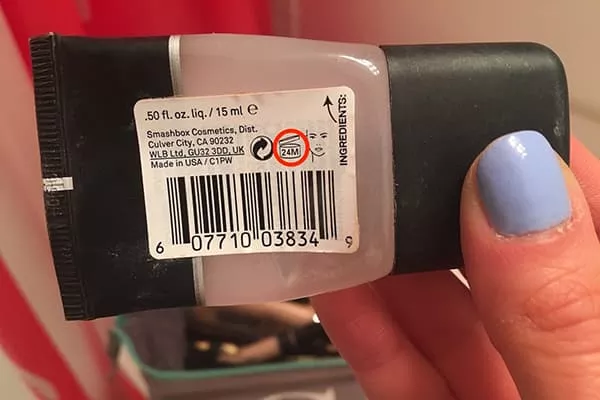 .50 fl. oz. liq. / 15 ml ℮
Smashbox Cosmetics, Dist.
Culver City, CA 90232
WLB Ltd, GU32 3DD, UK
Made in USA / C1PW
24M
INGREDIENTS:
6 07710 03834 9